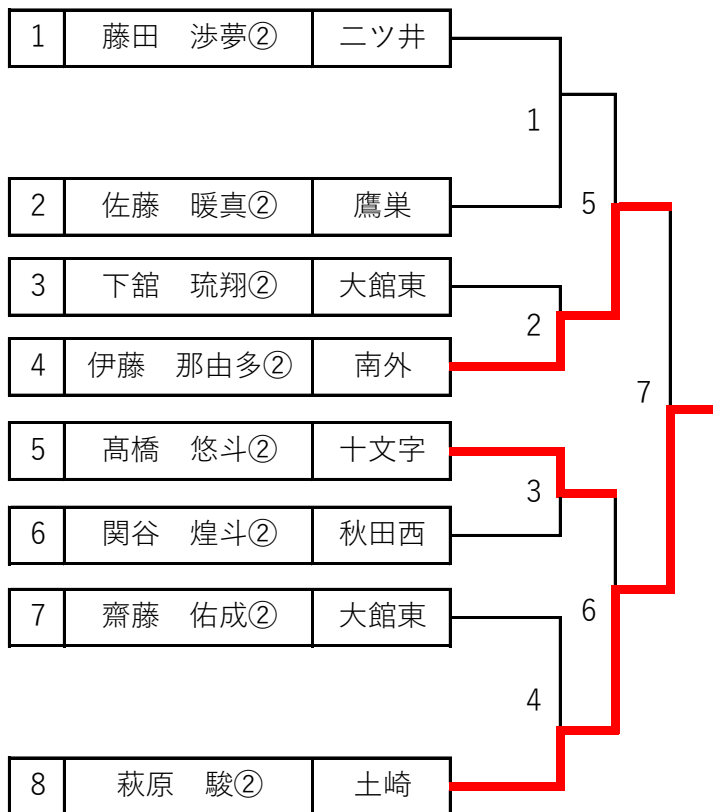 1 藤田　渉夢② 二ツ井
1
2 佐藤　暖真② 鷹巣
5
3 下舘　琉翔② 大館東
2
4 伊藤　那由多② 南外
7
5 髙橋　悠斗② 十文字
3
6 関谷　煌斗② 秋田西
7 齋藤　佑成② 大館東
6
4
8 萩原　駿② 土崎